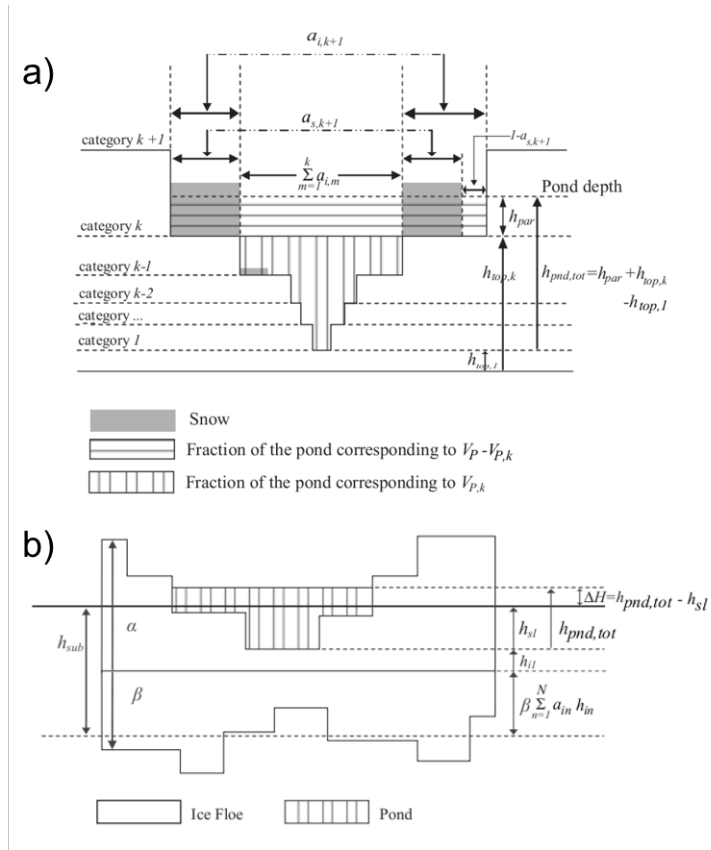 a)
a_{i,k+1}
a_{s,k+1}
1-a_{s,k+1}
category k+1
\sum_{m=1}^{k} a_{i,m}
Pond depth
h_{par}
category k
category k-1
h_{top,k}
h_{pnd,tot}=h_{par}+h_{top,k}
-h_{top,1}
category k-2
category ...
category 1
h_{top,1}
Snow
Fraction of the pond corresponding to V_P-V_{P,k}
Fraction of the pond corresponding to V_{P,k}
b)
ΔH=h_{pnd,tot} - h_{sl}
α
h_{sub}
h_{sl}
h_{pnd,tot}
h_{i1}
β
β \sum_{n=1}^{N} a_{in} h_{in}
Ice Floe
Pond